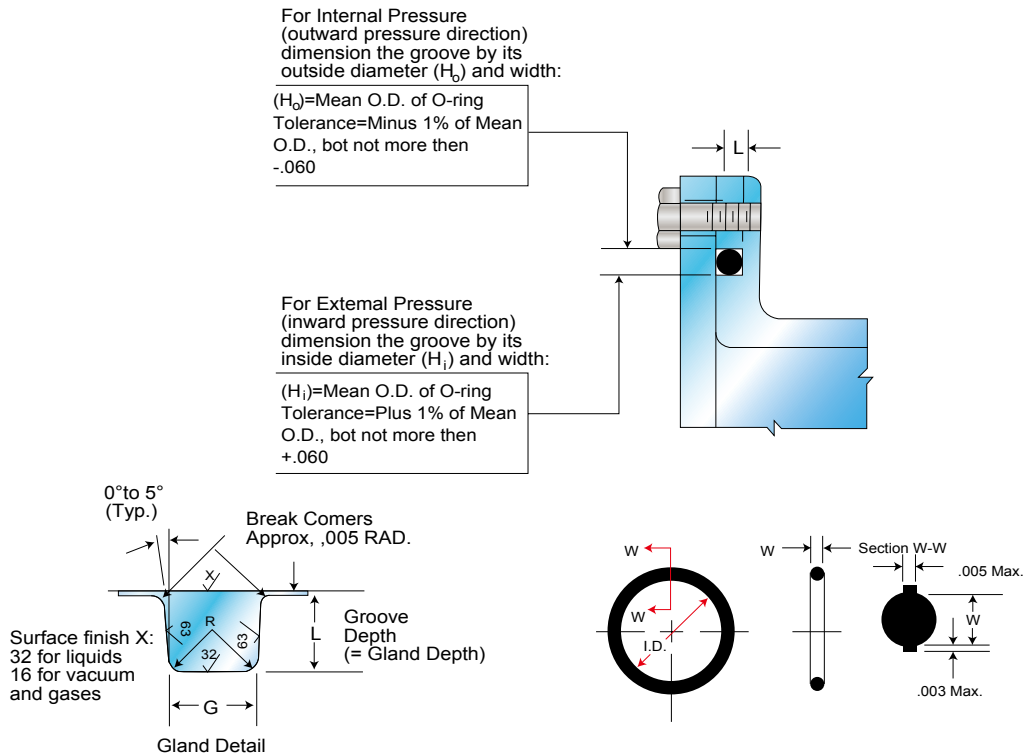 For Internal Pressure
(outward pressure direction)
dimension the groove by its
outside diameter (Hₒ) and width:
(Hₒ)=Mean O.D. of O-ring
Tolerance=Minus 1% of Mean
O.D., bot not more then
-.060
L
For Extemal Pressure
(inward pressure direction)
dimension the groove by its
inside diameter (Hᵢ) and width:
(Hᵢ)=Mean O.D. of O-ring
Tolerance=Plus 1% of Mean
O.D., bot not more then
+.060
0°to 5°
(Typ.)
Break Comers
Approx, ,005 RAD.
X
63
R
63
32
L
Groove
Depth
(= Gland Depth)
Surface finish X:
32 for liquids
16 for vacuum
and gases
G
Gland Detail
W
W
I.D.
W
Section W-W
.005 Max.
W
.003 Max.